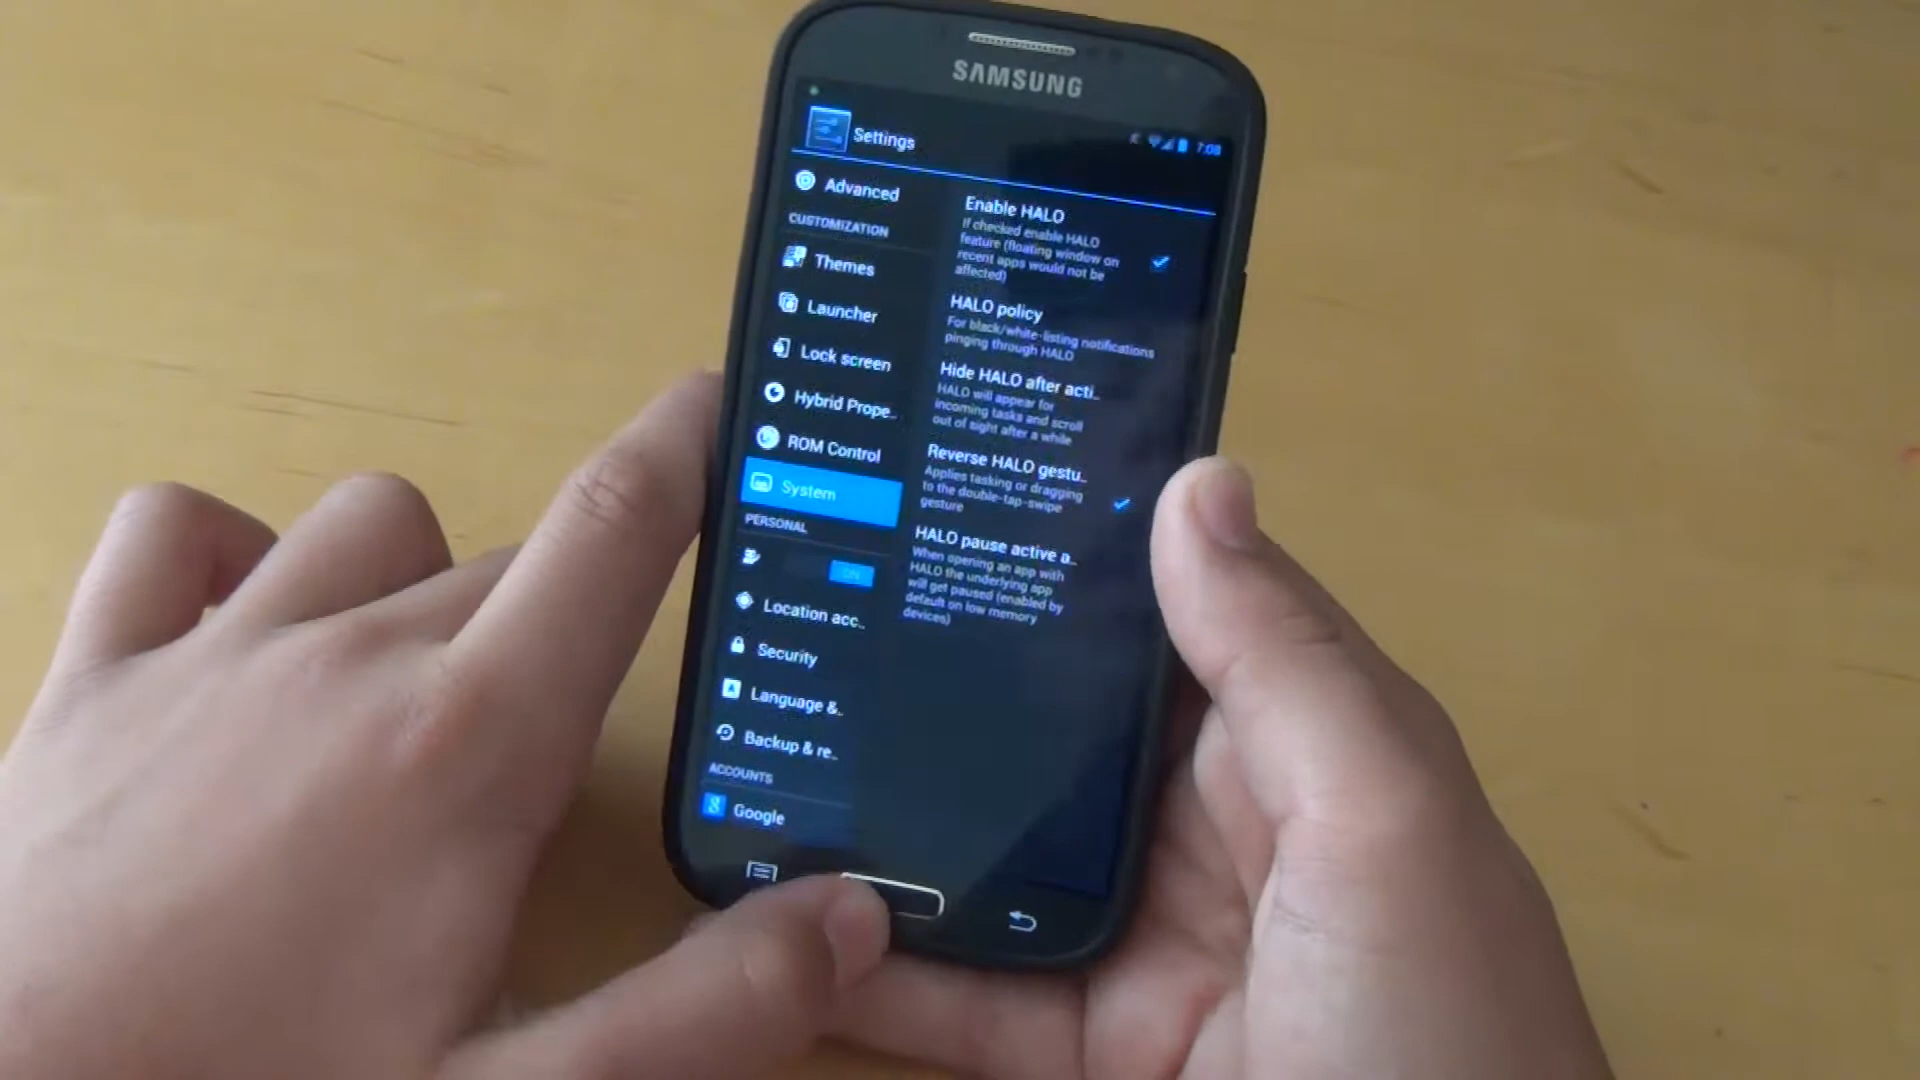 SAMSUNG
7:08
Settings
Advanced
CUSTOMIZATION
Themes
Launcher
Lock screen
Hybrid Prope..
ROM Control
System
PERSONAL
ON
Location acc..
Security
Language &..
Backup & re..
ACCOUNTS
Google
Enable HALO
If checked enable HALO
feature (floating window on
recent apps would not be
affected)
HALO policy
For black/white-listing notifications
pinging through HALO
Hide HALO after acti..
HALO will appear for
incoming tasks and scroll
out of sight after a while
Reverse HALO gestu..
Applies tasking or dragging
to the double-tap-swipe
gesture
HALO pause active a..
When opening an app with
HALO the underlying app
will get paused (enabled by
default on low memory
devices)